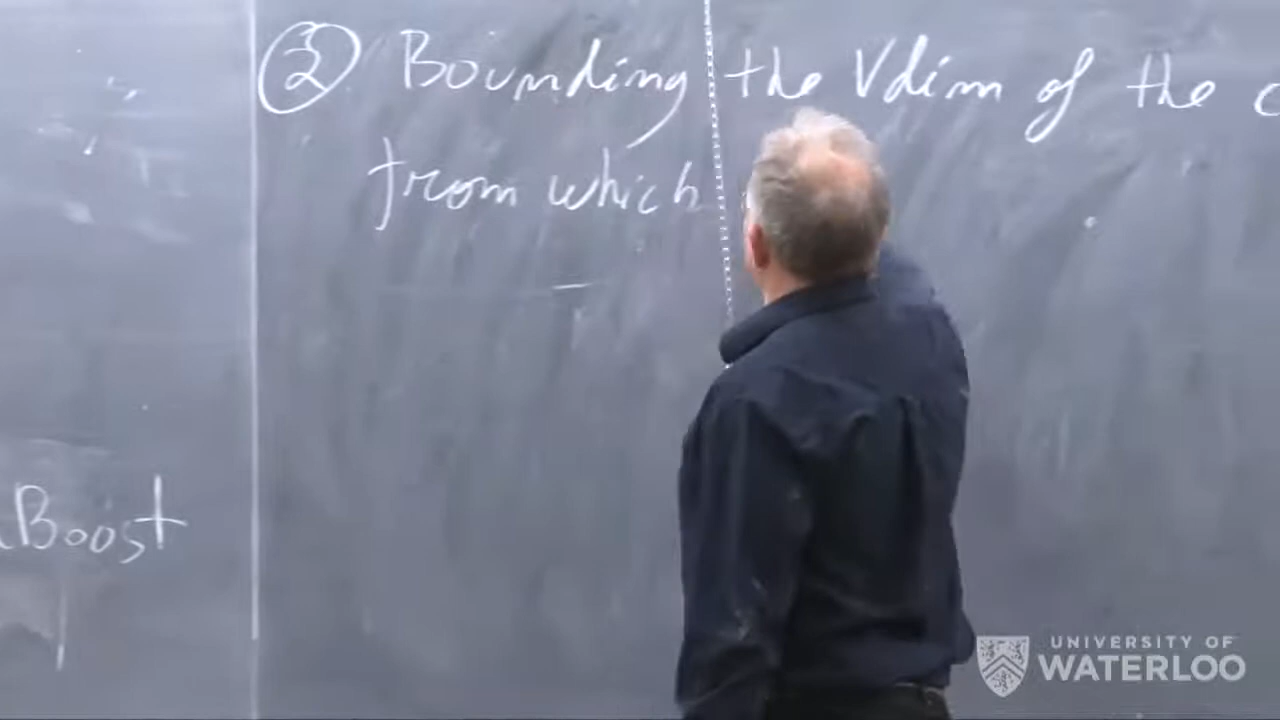 ② Bounding the Vdim of the
from which
Boost
UNIVERSITY OF
WATERLOO